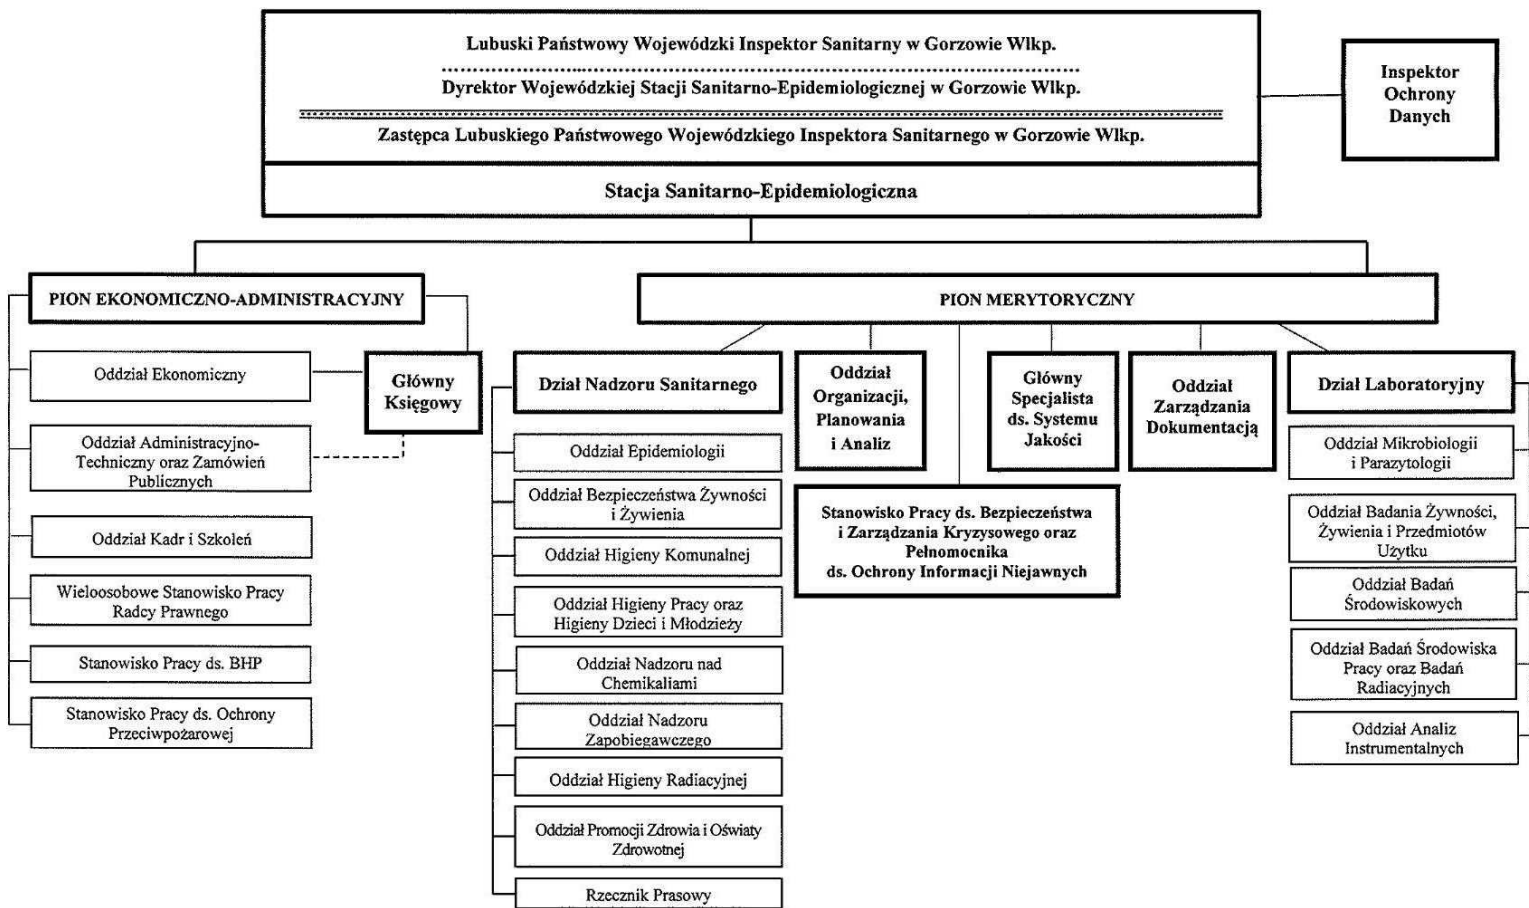 Lubuski Państwowy Wojewódzki Inspektor Sanitarny w Gorzowie Wlkp.
Dyrektor Wojewódzkiej Stacji Sanitarno-Epidemiologicznej w Gorzowie Wlkp.
Zastępca Lubuskiego Państwowego Wojewódzkiego Inspektora Sanitarnego w Gorzowie Wlkp.
Stacja Sanitarno-Epidemiologiczna
Inspektor
Ochrony
Danych
PION EKONOMICZNO-ADMINISTRACYJNY
Oddział Ekonomiczny
Główny
Księgowy
Oddział Administracyjno-
Techniczny oraz Zamówień
Publicznych
Oddział Kadr i Szkoleń
Wieloosobowe Stanowisko Pracy
Radcy Prawnego
Stanowisko Pracy ds. BHP
Stanowisko Pracy ds. Ochrony
Przeciwpożarowej
PION MERYTORYCZNY
Dział Nadzoru Sanitarnego
Oddział Epidemiologii
Oddział Bezpieczeństwa Żywności
i Żywienia
Oddział Higieny Komunalnej
Oddział Higieny Pracy oraz
Higieny Dzieci i Młodzieży
Oddział Nadzoru nad
Chemikaliami
Oddział Nadzoru
Zapobiegawczego
Oddział Higieny Radiacyjnej
Oddział Promocji Zdrowia i Oświaty
Zdrowotnej
Rzecznik Prasowy
Oddział
Organizacji,
Planowania
i Analiz
Stanowisko Pracy ds. Bezpieczeństwa
i Zarządzania Kryzysowego oraz
Pełnomocnika
ds. Ochrony Informacji Niejawnych
Główny
Specjalista
ds. Systemu
Jakości
Oddział
Zarządzania
Dokumentacją
Dział Laboratoryjny
Oddział Mikrobiologii
i Parazytologii
Oddział Badania Żywności,
Żywienia i Przedmiotów
Użytku
Oddział Badań
Środowiskowych
Oddział Badań Środowiska
Pracy oraz Badań
Radiacyjnych
Oddział Analiz
Instrumentalnych